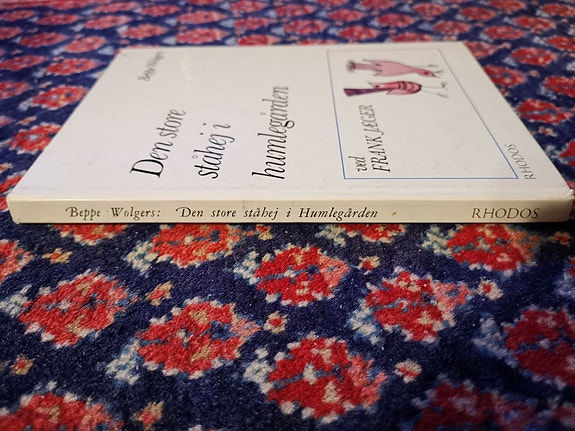 Beppe Wolgers
Den store
ståhej i
humlegården
ved
FRANK JÆGER
RHODOS
Beppe Wolgers: Den store ståhej i Humlegården RHODOS